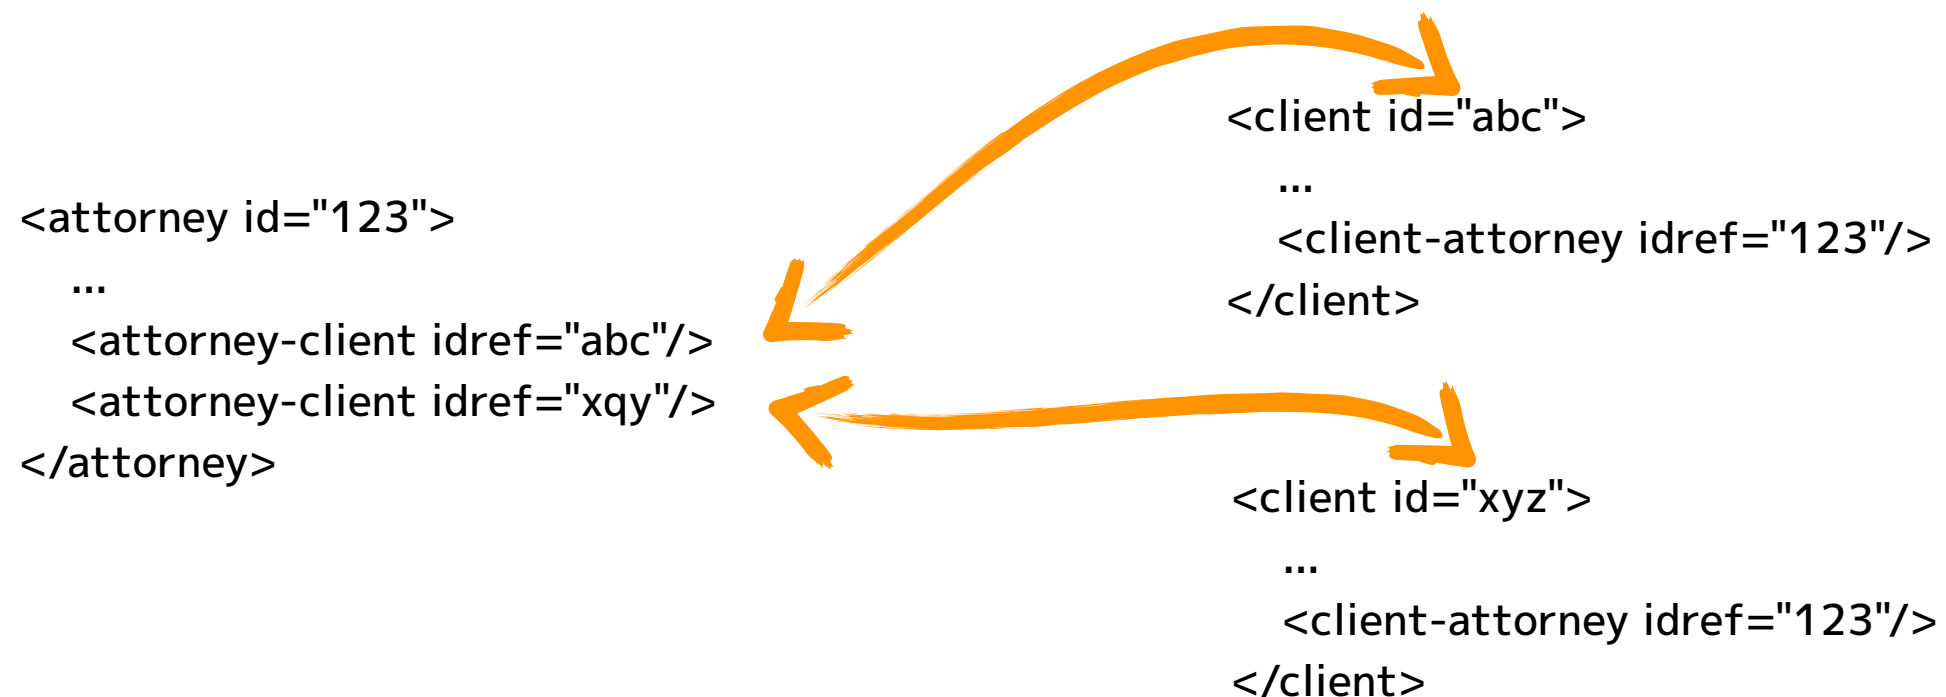 <attorney id="123">
...
<attorney-client idref="abc"/>
<attorney-client idref="xqy"/>
</attorney>
<client id="abc">
...
<client-attorney idref="123"/>
</client>
<client id="xyz">
...
<client-attorney idref="123"/>
</client>